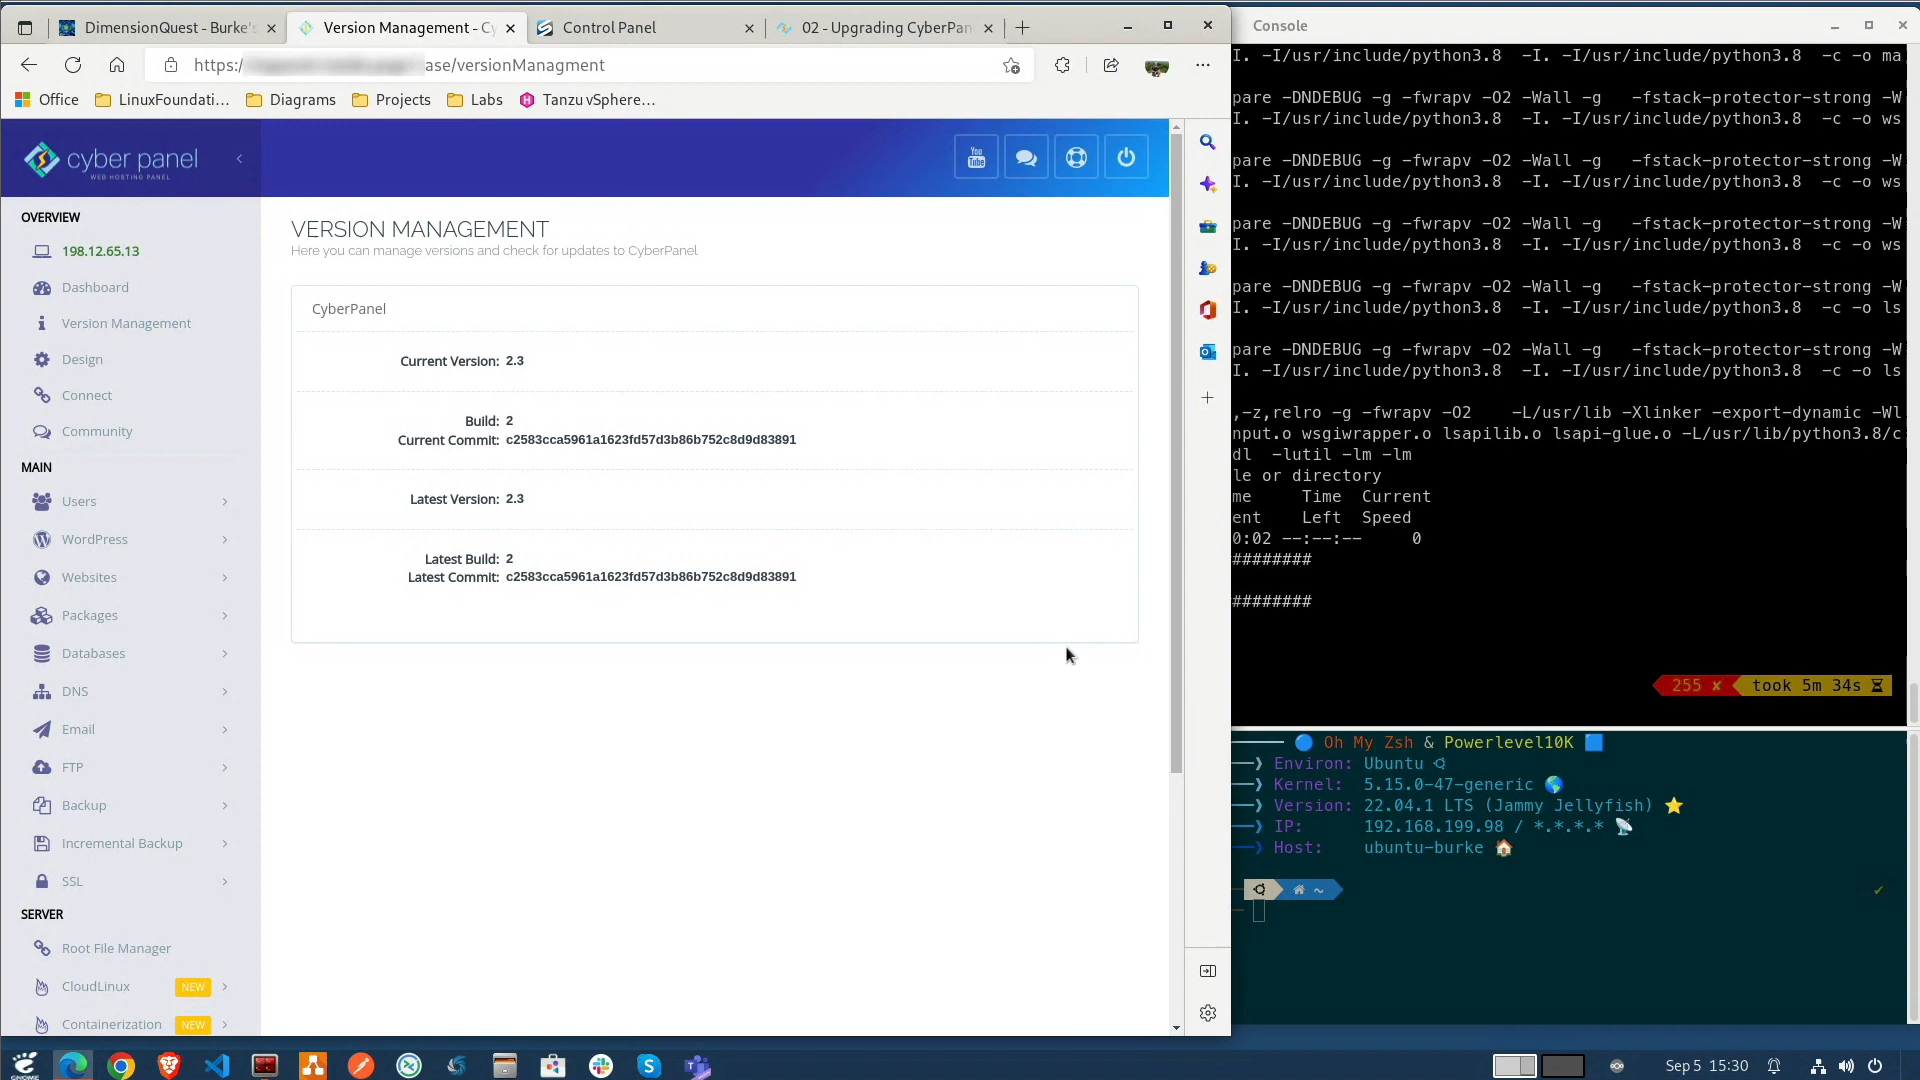 DimensionQuest - Burke's
Version Management - Cy
Control Panel
02 - Upgrading CyberPan
https:/
ase/versionManagment
Office
LinuxFoundati...
Diagrams
Projects
Labs
Tanzu vSphere...
cyber panel
WEB HOSTING PANEL
You
Tube
OVERVIEW
198.12.65.13
Dashboard
Version Management
Design
Connect
Community
MAIN
Users
WordPress
Websites
Packages
Databases
DNS
Email
FTP
Backup
Incremental Backup
SSL
SERVER
Root File Manager
CloudLinux NEW
Containerization NEW
VERSION MANAGEMENT
Here you can manage versions and check for updates to CyberPanel
CyberPanel
Current Version: 2.3
Build: 2
Current Commit: c2583cca5961a1623fd57d3b86b752c8d9d83891
Latest Version: 2.3
Latest Build: 2
Latest Commit: c2583cca5961a1623fd57d3b86b752c8d9d83891
Console
I. -I/usr/include/python3.8 -I. -I/usr/include/python3.8 -c -o ma
pare -DNDEBUG -g -fwrapv -O2 -Wall -g -fstack-protector-strong -W
I. -I/usr/include/python3.8 -I. -I/usr/include/python3.8 -c -o ws
pare -DNDEBUG -g -fwrapv -O2 -Wall -g -fstack-protector-strong -W
I. -I/usr/include/python3.8 -I. -I/usr/include/python3.8 -c -o ws
pare -DNDEBUG -g -fwrapv -O2 -Wall -g -fstack-protector-strong -W
I. -I/usr/include/python3.8 -I. -I/usr/include/python3.8 -c -o ws
pare -DNDEBUG -g -fwrapv -O2 -Wall -g -fstack-protector-strong -W
I. -I/usr/include/python3.8 -I. -I/usr/include/python3.8 -c -o ls
pare -DNDEBUG -g -fwrapv -O2 -Wall -g -fstack-protector-strong -W
I. -I/usr/include/python3.8 -I. -I/usr/include/python3.8 -c -o ls
,-z,relro -g -fwrapv -O2 -L/usr/lib -Xlinker -export-dynamic -Wl
nput.o wsgiwrapper.o lsapilib.o lsapi-glue.o -L/usr/lib/python3.8/c
dl -lutil -lm -lm
le or directory
me Time Current
ent Left Speed
0:02 --:--:-- 0
########
########
255 ✘ took 5m 34s
Oh My Zsh & Powerlevel10K
Environ: Ubuntu
Kernel: 5.15.0-47-generic
Version: 22.04.1 LTS (Jammy Jellyfish)
IP: 192.168.199.98 / *.*.*.*
Host: ubuntu-burke
~
GNOME
Sep 5 15:30